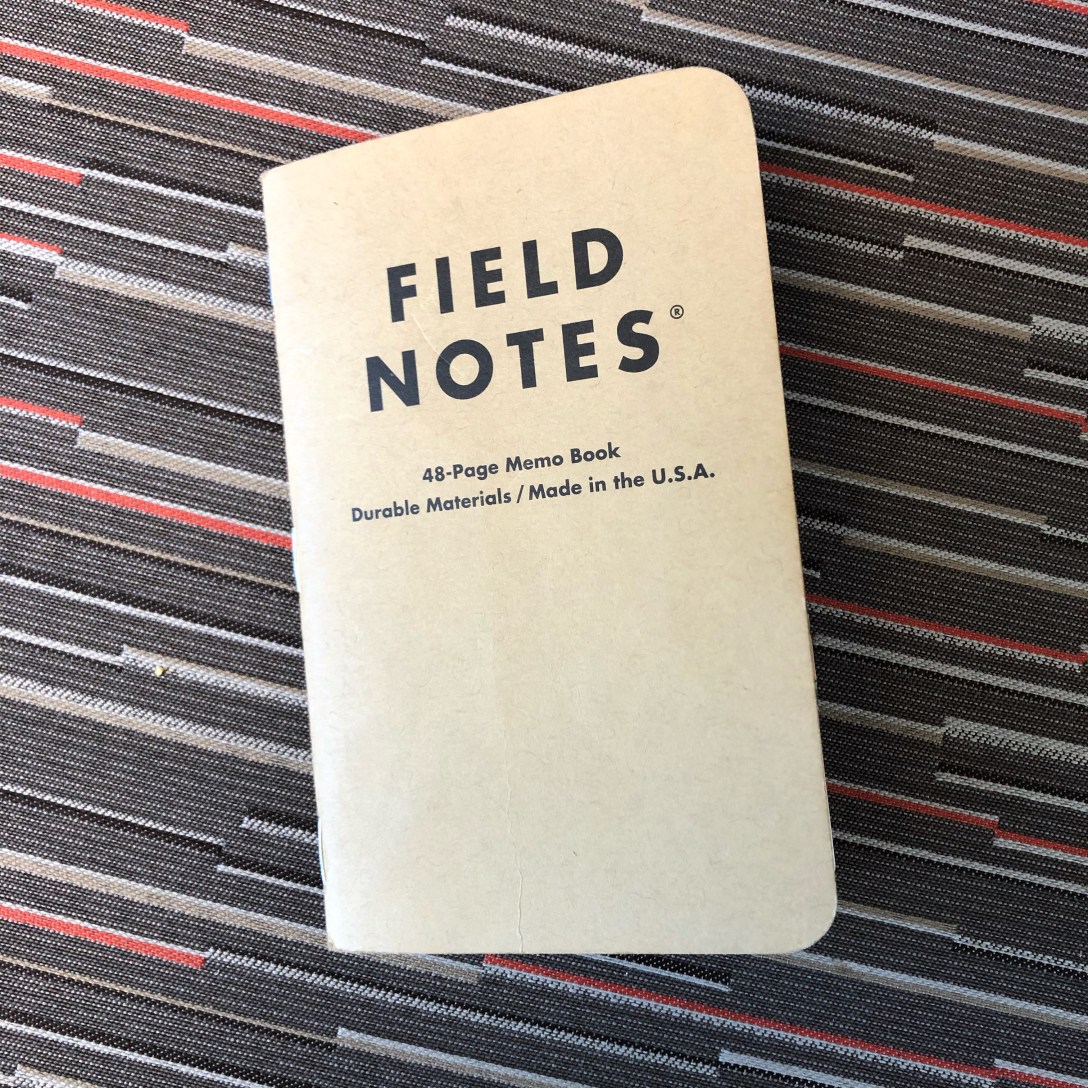 FIELD
NOTES®
48-Page Memo Book
Durable Materials / Made in the U.S.A.